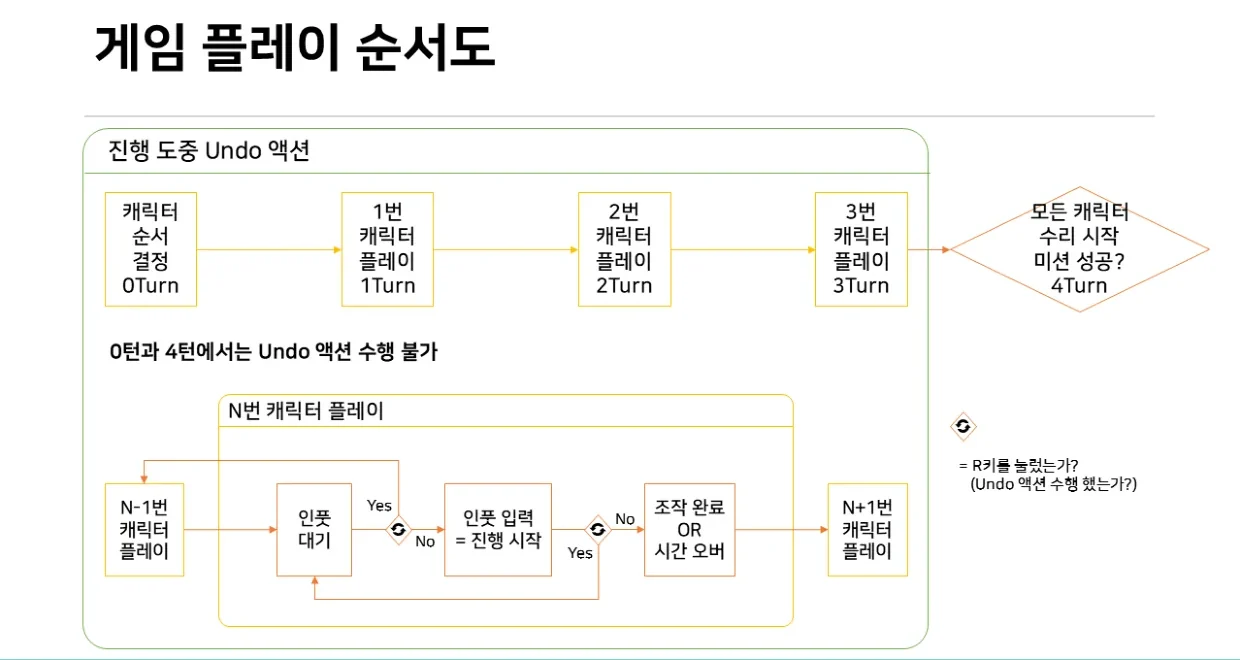 게임 플레이 순서도
진행 도중 Undo 액션
캐릭터
순서
결정
0Turn
1번
캐릭터
플레이
1Turn
2번
캐릭터
플레이
2Turn
3번
캐릭터
플레이
3Turn
모든 캐릭터
수리 시작
미션 성공?
4Turn
0턴과 4턴에서는 Undo 액션 수행 불가
N번 캐릭터 플레이
N-1번
캐릭터
플레이
인풋
대기
Yes
No
인풋 입력
= 진행 시작
Yes
No
조작 완료
OR
시간 오버
N+1번
캐릭터
플레이
= R키를 눌렀는가?
(Undo 액션 수행 했는가?)